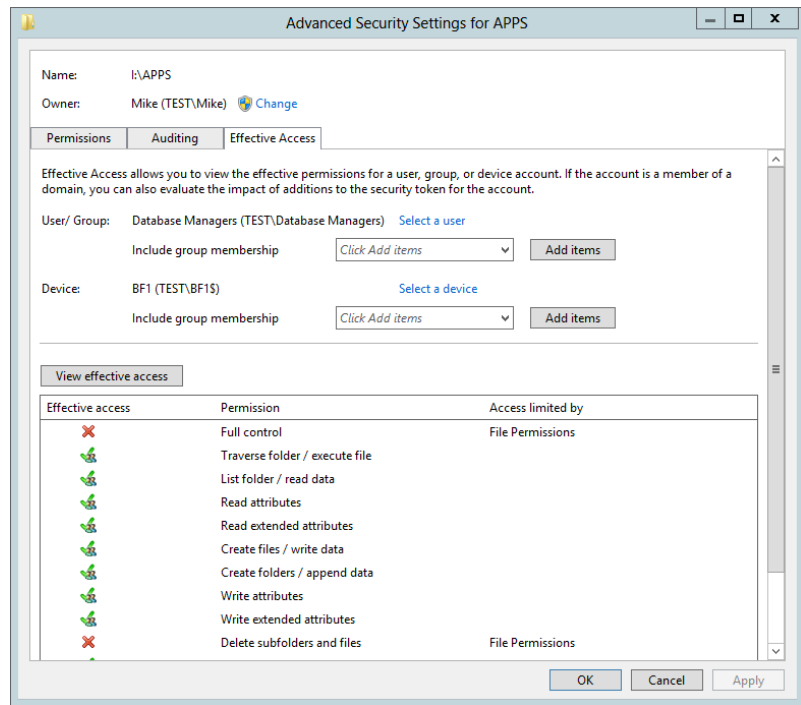 Advanced Security Settings for APPS
Name: I:\APPS
Owner: Mike (TEST\Mike) Change
Permissions Auditing Effective Access
Effective Access allows you to view the effective permissions for a user, group, or device account. If the account is a member of a
domain, you can also evaluate the impact of additions to the security token for the account.
User/ Group: Database Managers (TEST\Database Managers) Select a user
Include group membership Click Add items Add items
Device: BF1 (TEST\BF1$) Select a device
Include group membership Click Add items Add items
View effective access
Effective access Permission Access limited by
Full control File Permissions
Traverse folder / execute file
List folder / read data
Read attributes
Read extended attributes
Create files / write data
Create folders / append data
Write attributes
Write extended attributes
Delete subfolders and files File Permissions
OK Cancel Apply